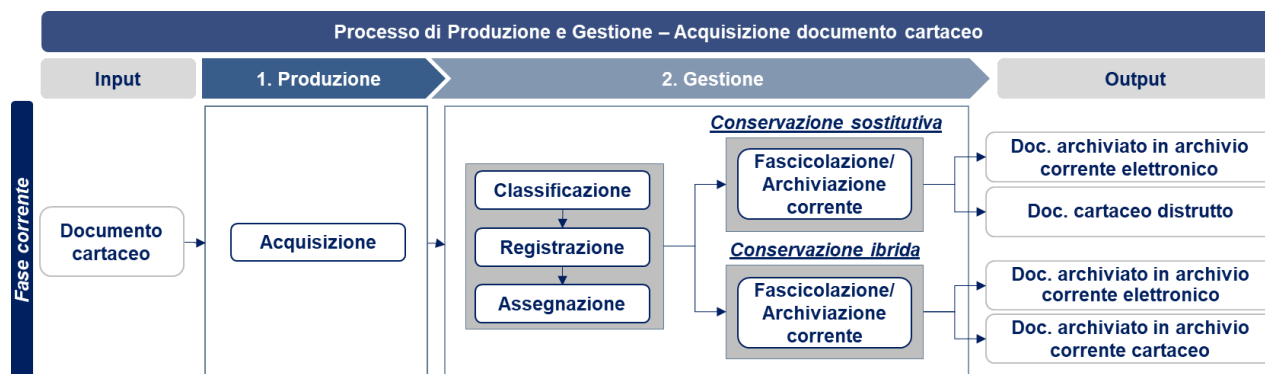 Processo di Produzione e Gestione – Acquisizione documento cartaceo
Input
1. Produzione
2. Gestione
Output
Fase corrente
Documento
cartaceo
Acquisizione
Classificazione
Registrazione
Assegnazione
Conservazione sostitutiva
Fascicolazione/
Archiviazione
corrente
Conservazione ibrida
Fascicolazione/
Archiviazione
corrente
Doc. archiviato in archivio
corrente elettronico
Doc. cartaceo distrutto
Doc. archiviato in archivio
corrente elettronico
Doc. archiviato in archivio
corrente cartaceo